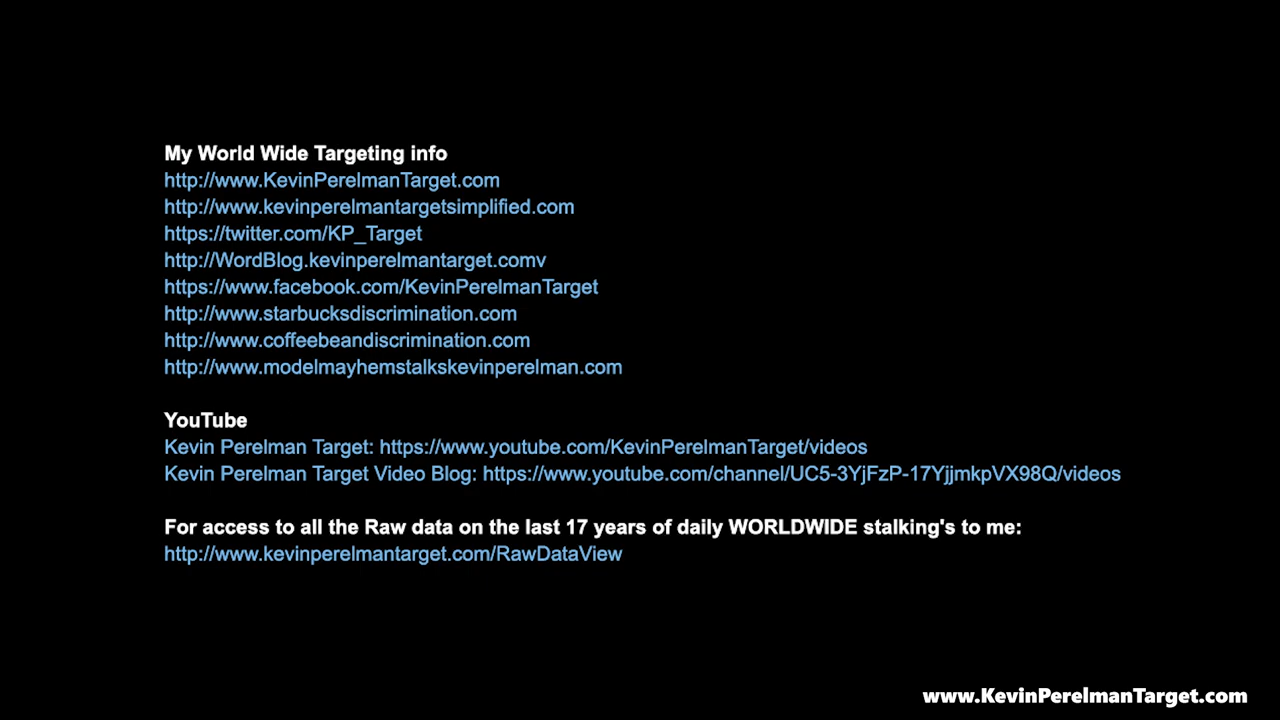 My World Wide Targeting info
http://www.KevinPerelmanTarget.com
http://www.kevinperelmantargetsimplified.com
https://twitter.com/KP_Target
http://WordBlog.kevinperelmantarget.comv
https://www.facebook.com/KevinPerelmanTarget
http://www.starbucksdiscrimination.com
http://www.coffeebeandiscrimination.com
http://www.modelmayhemstalkskevinperelman.com
YouTube
Kevin Perelman Target: https://www.youtube.com/KevinPerelmanTarget/videos
Kevin Perelman Target Video Blog: https://www.youtube.com/channel/UC5-3YjFzP-17YjjmkpVX98Q/videos
For access to all the Raw data on the last 17 years of daily WORLDWIDE stalking's to me:
http://www.kevinperelmantarget.com/RawDataView
www.KevinPerelmanTarget.com